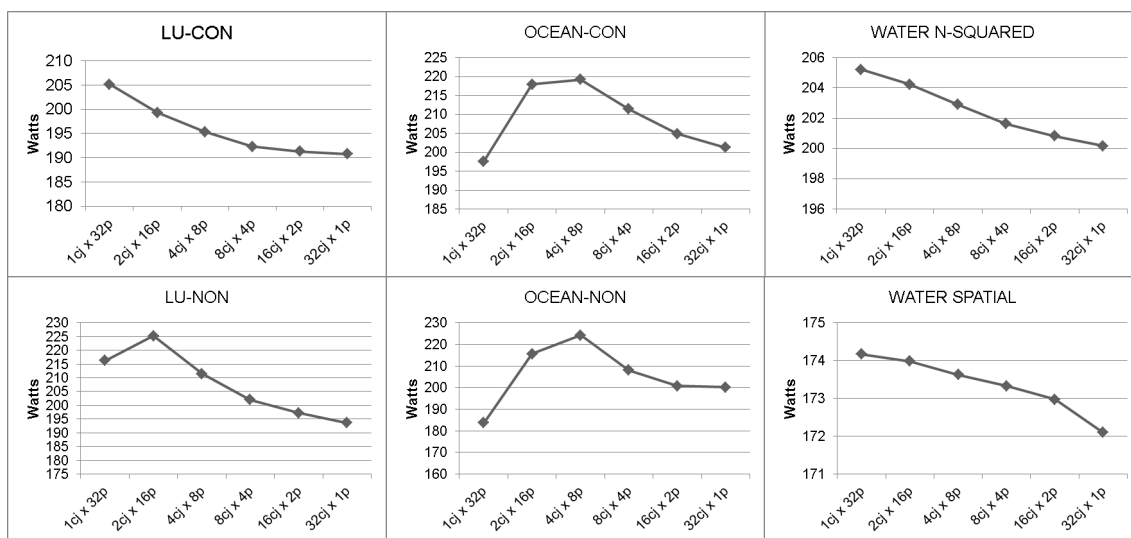 LU-CON
Watts
210
205
200
195
190
185
180
1cj x 32p
2cj x 16p
4cj x 8p
8cj x 4p
16cj x 2p
32cj x 1p
OCEAN-CON
Watts
225
220
215
210
205
200
195
190
185
1cj x 32p
2cj x 16p
4cj x 8p
8cj x 4p
16cj x 2p
32cj x 1p
WATER N-SQUARED
Watts
206
204
202
200
198
196
1cj x 32p
2cj x 16p
4cj x 8p
8cj x 4p
16cj x 2p
32cj x 1p
LU-NON
Watts
230
225
220
215
210
205
200
195
190
185
180
175
1cj x 32p
2cj x 16p
4cj x 8p
8cj x 4p
16cj x 2p
32cj x 1p
OCEAN-NON
Watts
230
220
210
200
190
180
170
160
1cj x 32p
2cj x 16p
4cj x 8p
8cj x 4p
16cj x 2p
32cj x 1p
WATER SPATIAL
Watts
175
174
173
172
171
1cj x 32p
2cj x 16p
4cj x 8p
8cj x 4p
16cj x 2p
32cj x 1p